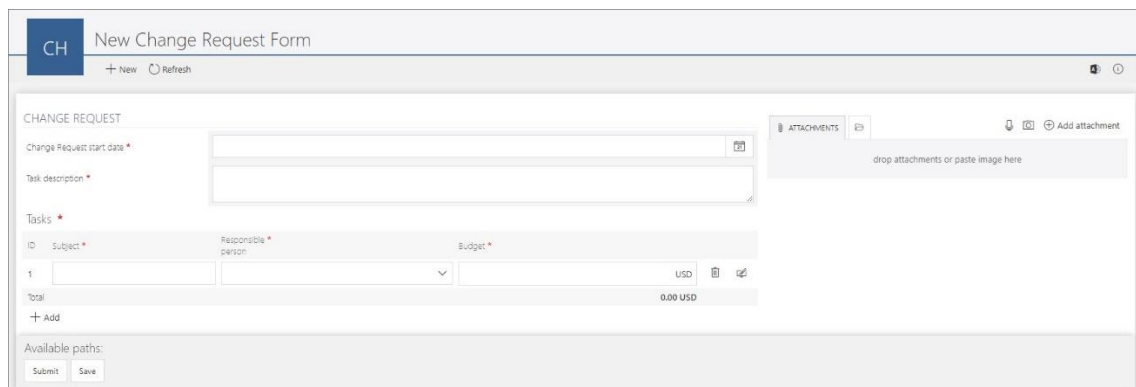 CH
New Change Request Form
New Refresh
CHANGE REQUEST
Change Request start date *
Task description *
Tasks *
ID Subject * Responsible * person Budget *
1 USD
Total 0.00 USD
Add
Available paths:
Submit Save
ATTACHMENTS Add attachment
drop attachments or paste image here